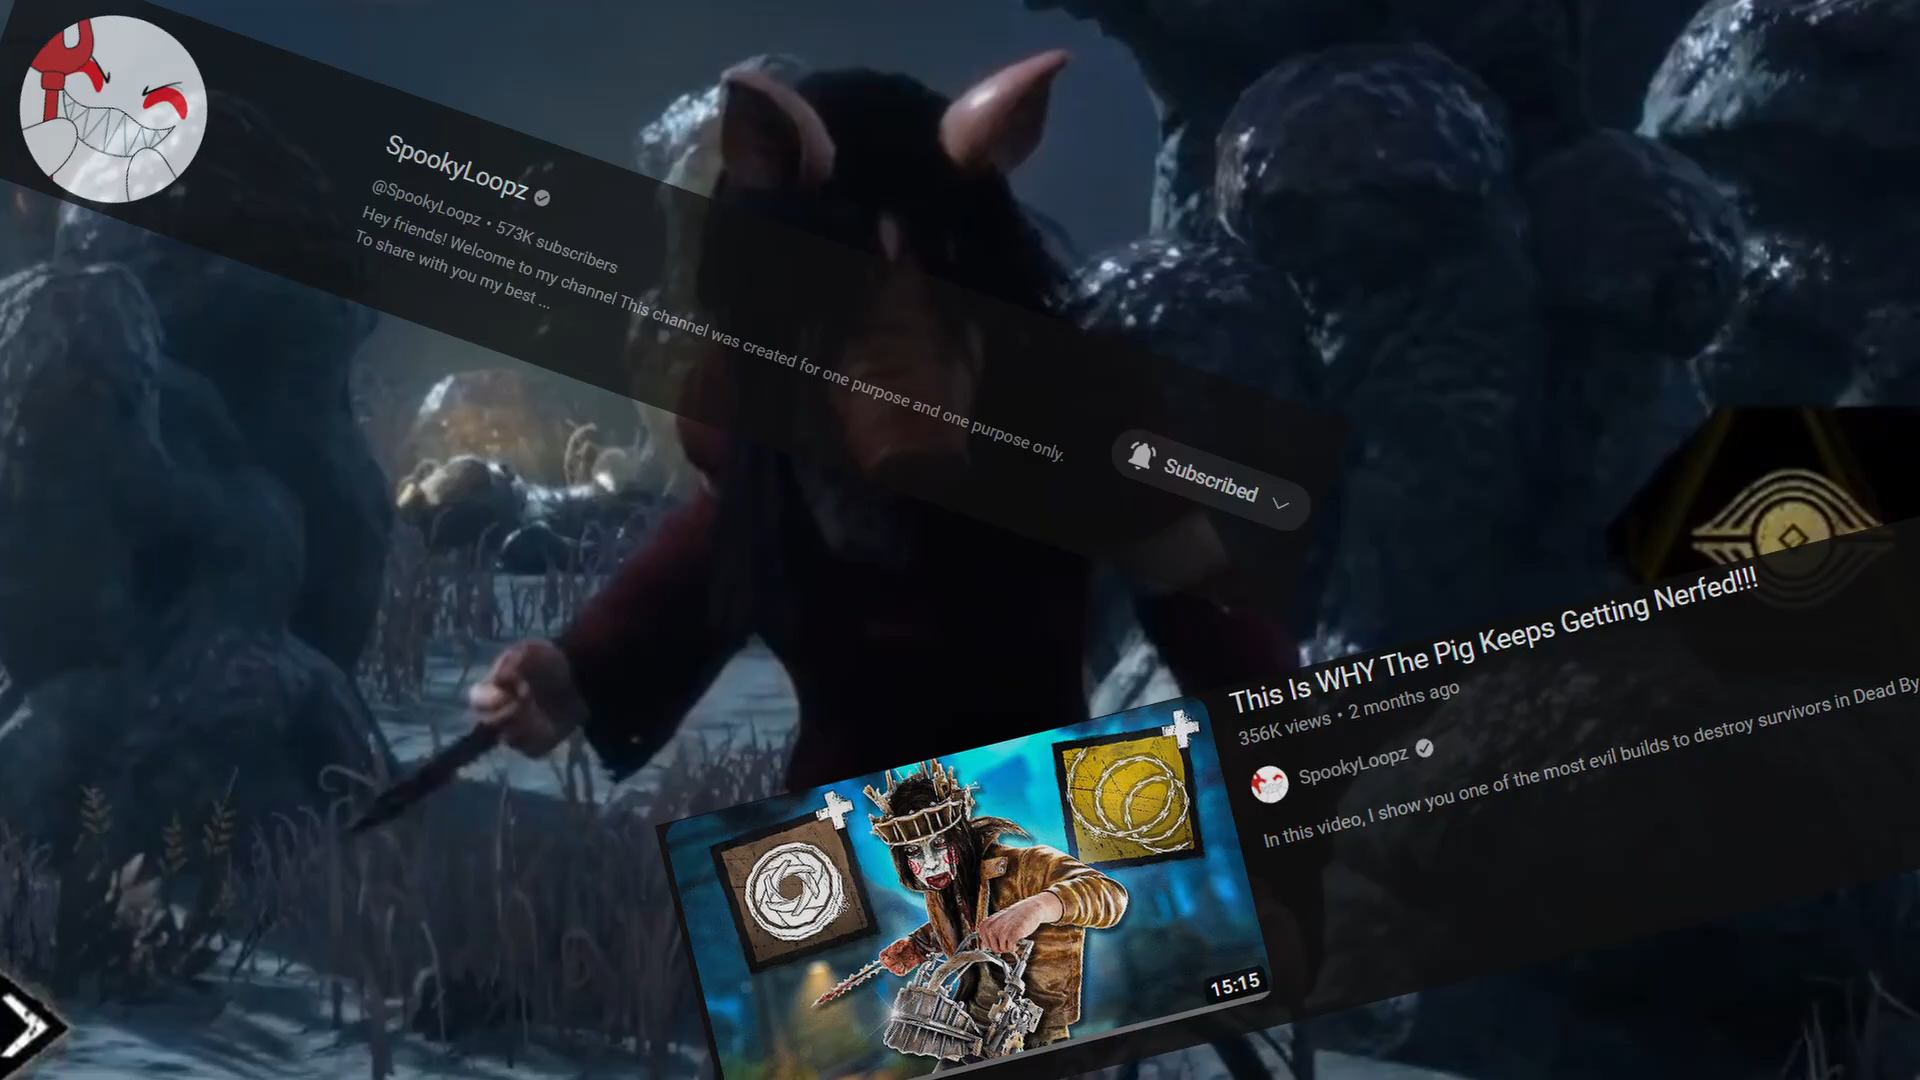 SpookyLoopz
@SpookyLoopz • 573K subscribers
Hey friends! Welcome to my channel This channel was created for one purpose and one purpose only.
To share with you my best ...
Subscribed
This Is WHY The Pig Keeps Getting Nerfed!!!
356K views • 2 months ago
SpookyLoopz
In this video, I show you one of the most evil builds to destroy survivors in Dead By
15:15